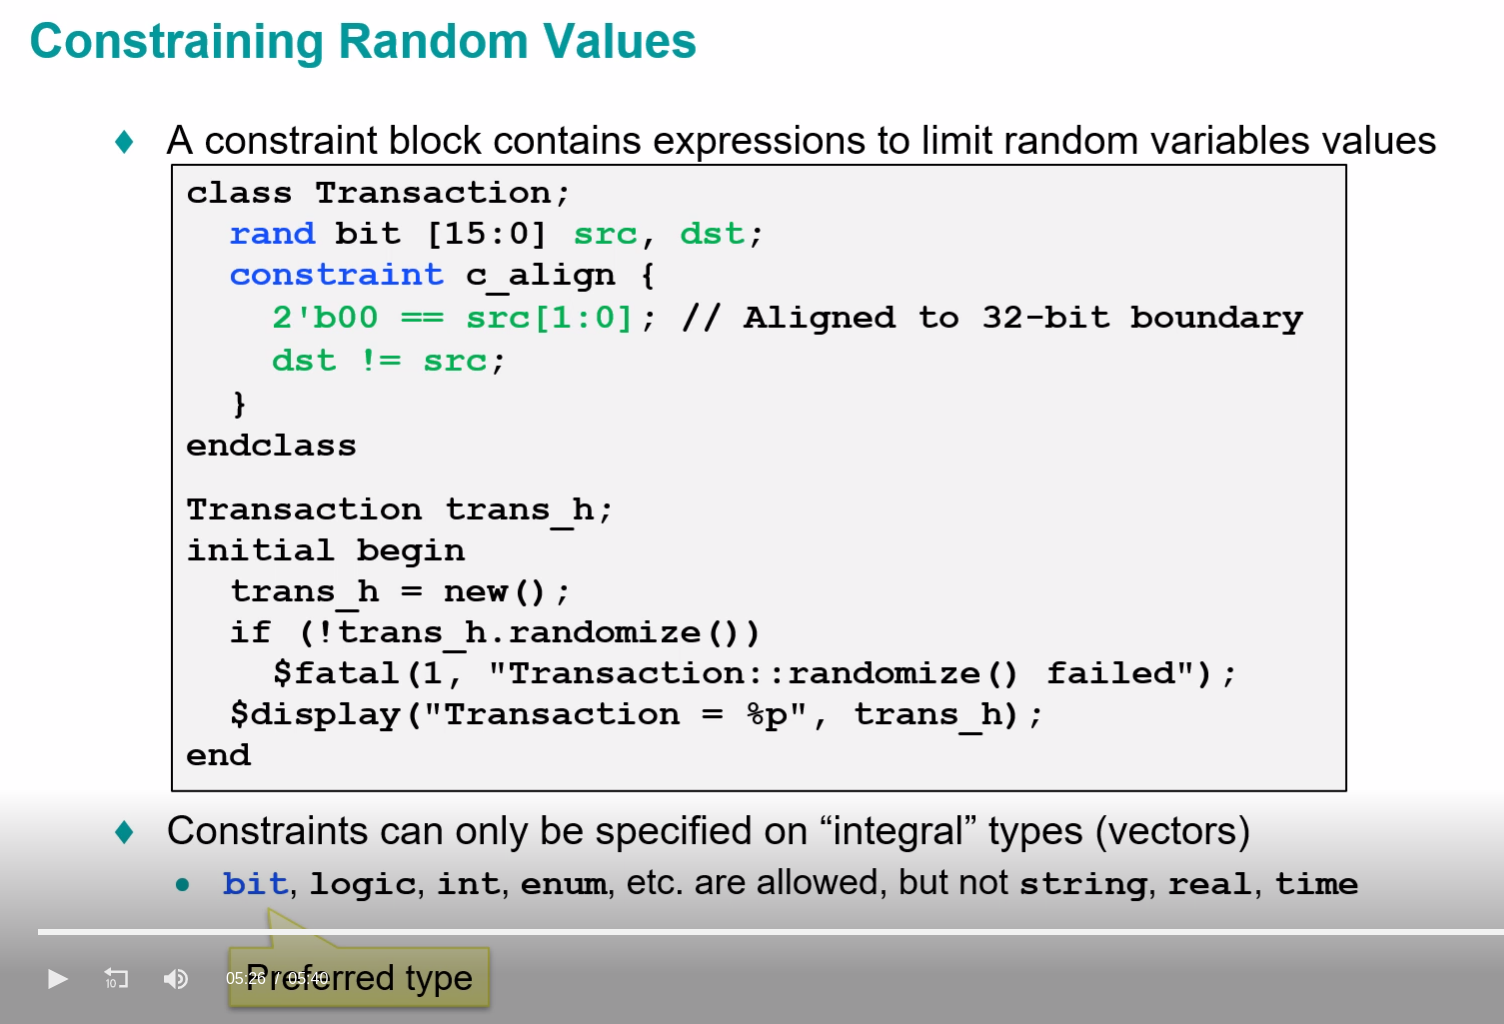 Constraining Random Values
♦ A constraint block contains expressions to limit random variables values
class Transaction;
  rand bit [15:0] src, dst;
  constraint c_align {
    2'b00 == src[1:0]; // Aligned to 32-bit boundary
    dst != src;
  }
endclass
Transaction trans_h;
initial begin
  trans_h = new();
  if (!trans_h.randomize())
    $fatal(1, "Transaction::randomize() failed");
  $display("Transaction = %p", trans_h);
end
♦ Constraints can only be specified on “integral” types (vectors)
• bit, logic, int, enum, etc. are allowed, but not string, real, time
Preferred type
10
05:26 / 05:40